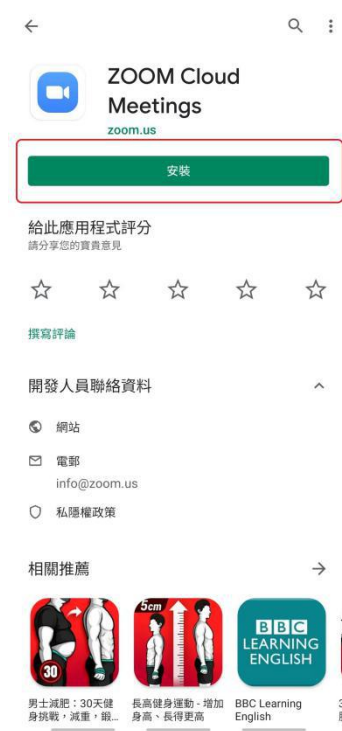 ZOOM Cloud
Meetings
zoom.us
安裝
給此應用程式評分
請分享您的寶貴意見
撰寫評論
開發人員聯絡資料
網站
電郵
info@zoom.us
私隱權政策
相關推薦
30
5cm
BBC
LEARNING
ENGLISH
男士減肥：30天健
身挑戰，減重，鍛...
長高健身運動 - 增加
身高、長得更高
BBC Learning
English